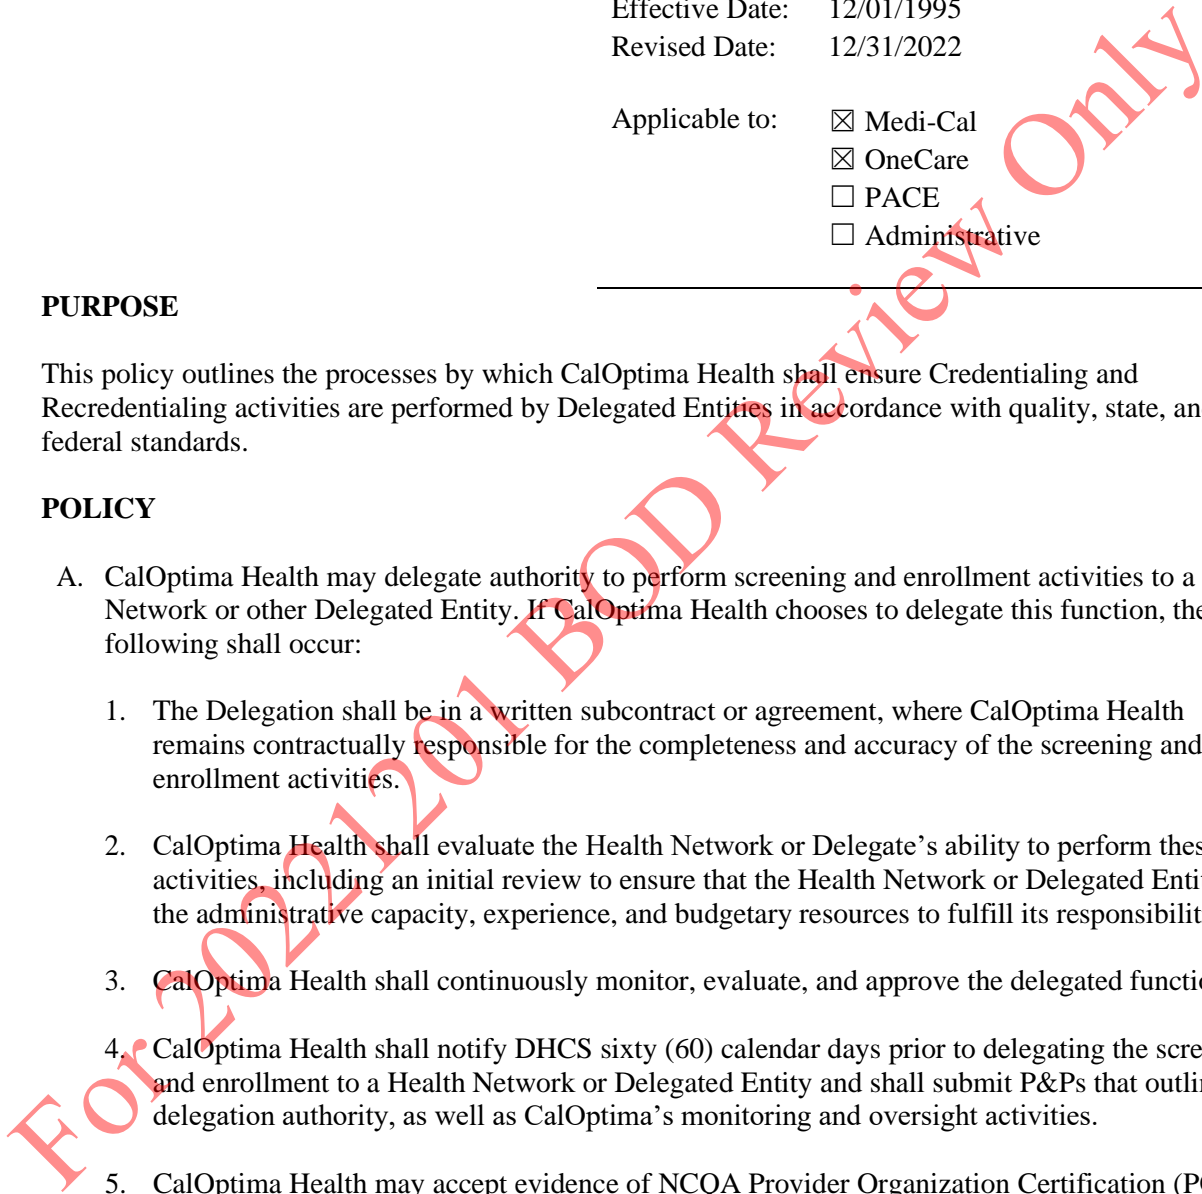 Effective Date: 12/01/1995
Revised Date: 12/31/2022
Applicable to: ☒ Medi-Cal
☒ OneCare
☐ PACE
☐ Administrative
PURPOSE
This policy outlines the processes by which CalOptima Health shall ensure Credentialing and
Recredentialing activities are performed by Delegated Entities in accordance with quality, state, an
federal standards.
POLICY
A. CalOptima Health may delegate authority to perform screening and enrollment activities to a
Network or other Delegated Entity. If CalOptima Health chooses to delegate this function, the
following shall occur:
1. The Delegation shall be in a written subcontract or agreement, where CalOptima Health
remains contractually responsible for the completeness and accuracy of the screening and
enrollment activities.
2. CalOptima Health shall evaluate the Health Network or Delegate’s ability to perform thes
activities, including an initial review to ensure that the Health Network or Delegated Enti
the administrative capacity, experience, and budgetary resources to fulfill its responsibilit
3. CalOptima Health shall continuously monitor, evaluate, and approve the delegated functi
4. CalOptima Health shall notify DHCS sixty (60) calendar days prior to delegating the scre
and enrollment to a Health Network or Delegated Entity and shall submit P&Ps that outli
delegation authority, as well as CalOptima’s monitoring and oversight activities.
5. CalOptima Health may accept evidence of NCQA Provider Organization Certification (P
For 20221201 BOD Review Only